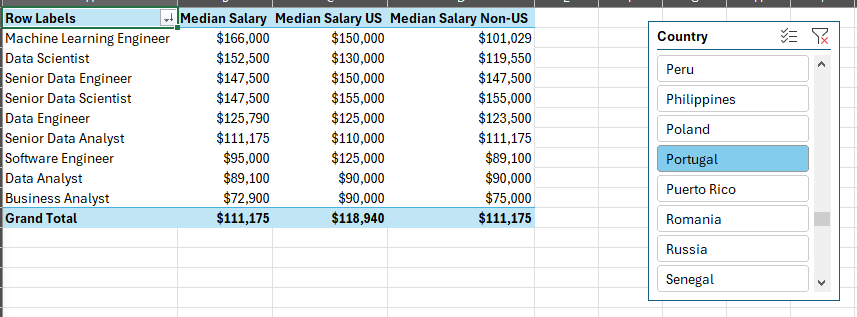 Row Labels Median Salary Median Salary US Median Salary Non-US
Machine Learning Engineer $166,000 $150,000 $101,029
Data Scientist $152,500 $130,000 $119,550
Senior Data Engineer $147,500 $150,000 $147,500
Senior Data Scientist $147,500 $155,000 $155,000
Data Engineer $125,790 $125,000 $123,500
Senior Data Analyst $111,175 $110,000 $111,175
Software Engineer $95,000 $125,000 $89,100
Data Analyst $89,100 $90,000 $90,000
Business Analyst $72,900 $90,000 $75,000
Grand Total $111,175 $118,940 $111,175
Country
Peru
Philippines
Poland
Portugal
Puerto Rico
Romania
Russia
Senegal